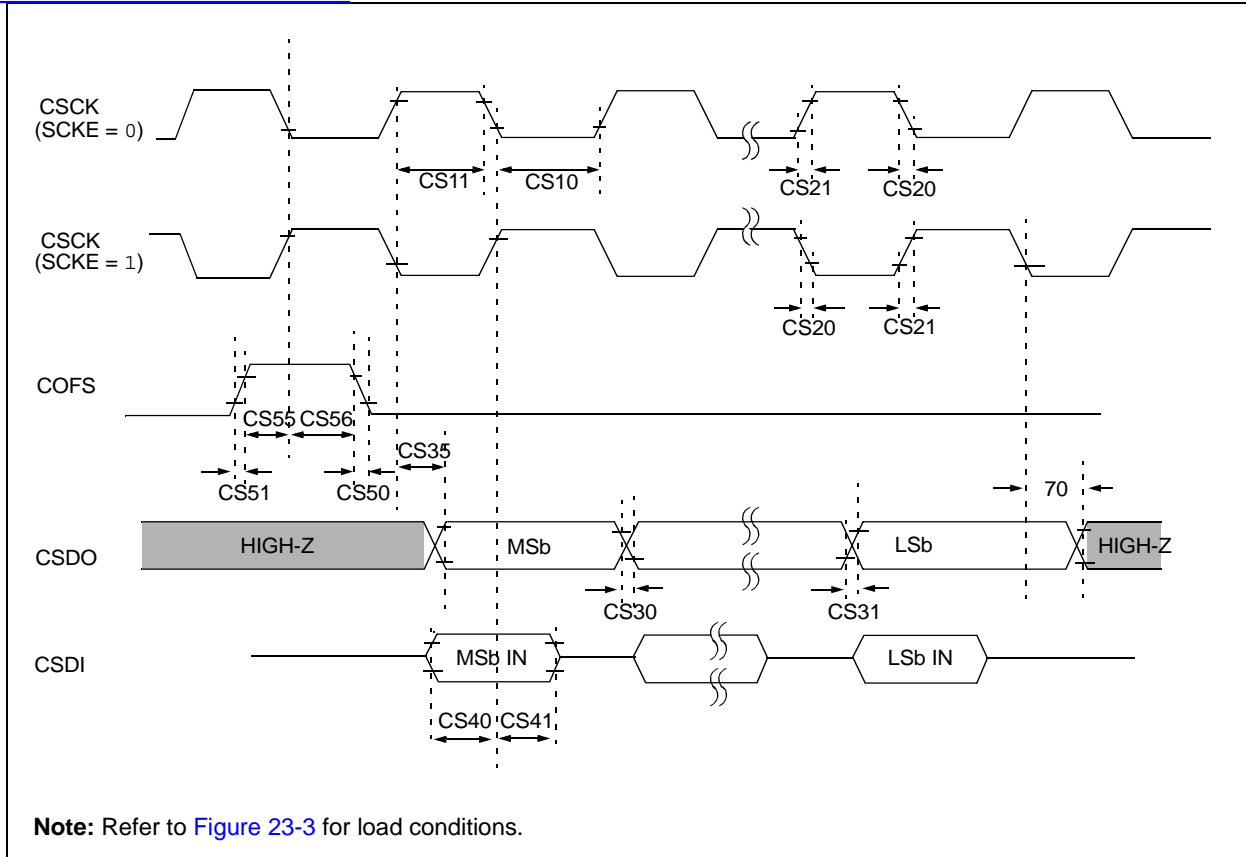 CSCK
(SCKE = 0)
CS11
CS10
CS21
CS20
CSCK
(SCKE = 1)
CS20
CS21
COFS
CS55
CS56
CS35
CS51
CS50
70
CSDO
HIGH-Z
MSb
LSb
HIGH-Z
CS30
CS31
CSDI
MSb IN
LSb IN
CS40
CS41
Note: Refer to Figure 23-3 for load conditions.